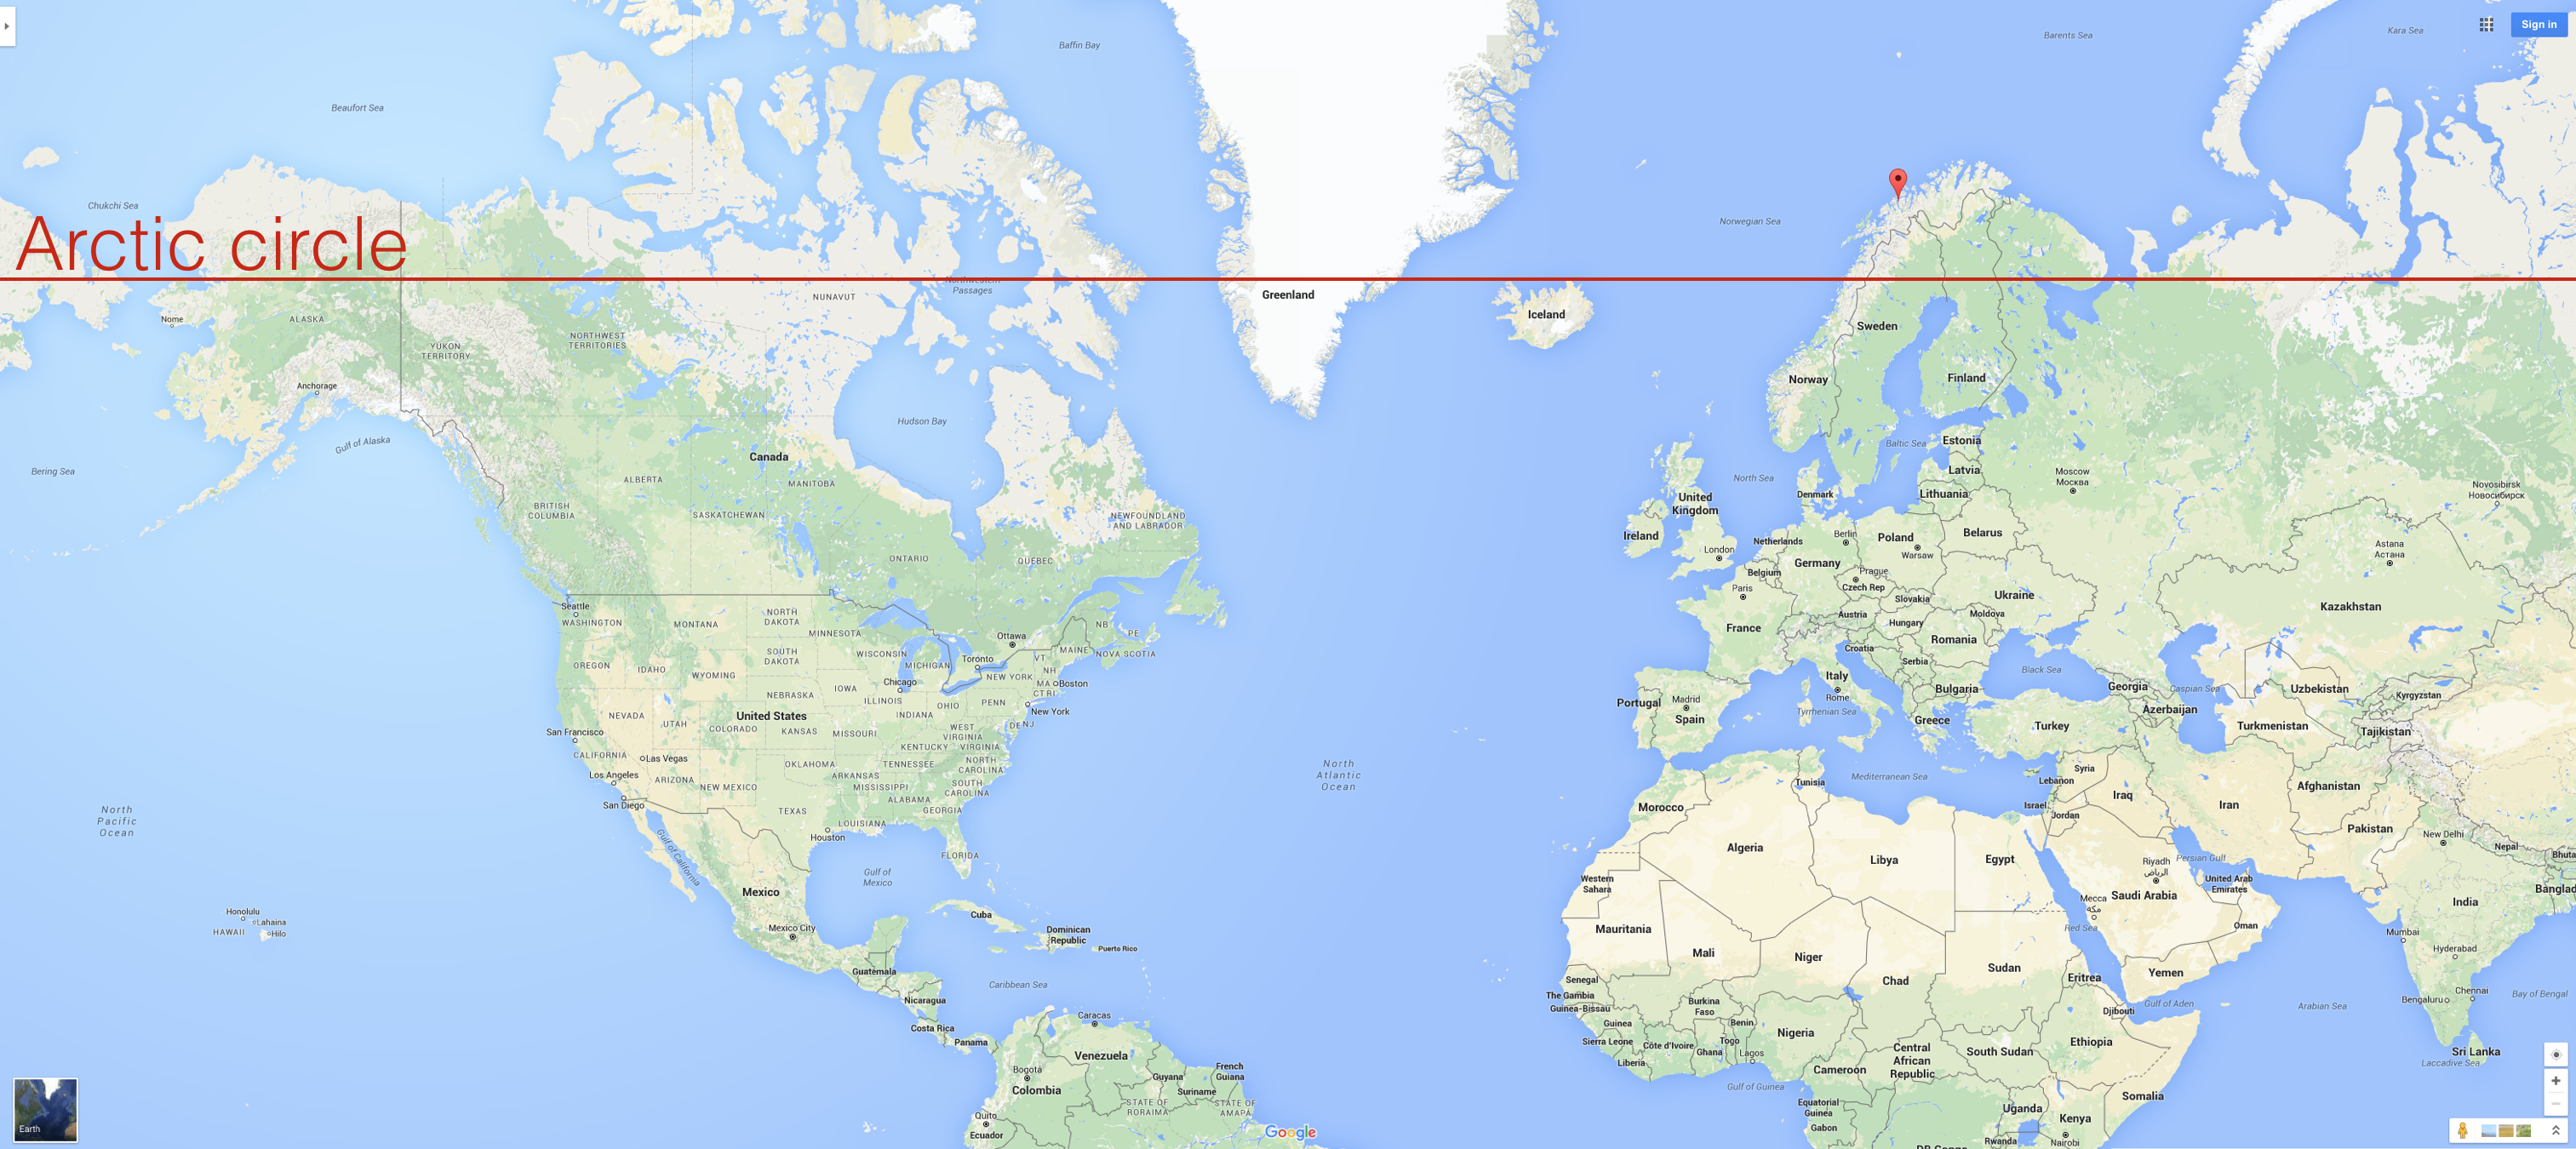 Sign in
Baffin Bay
Barents Sea
Kara Sea
Beaufort Sea
Chukchi Sea
Norwegian Sea
Arctic circle
Passages
NUNAVUT
Greenland
Iceland
Nome
ALASKA
Sweden
NORTHWEST
TERRITORIES
YUKON
TERRITORY
Anchorage
Norway
Finland
Hudson Bay
Gulf of Alaska
Baltic Sea
Estonia
Bering Sea
Canada
Latvia
Moscow
Москва
ALBERTA
MANITOBA
North Sea
Denmark
Lithuania
Novosibirsk
Новосибирск
United
Kingdom
BRITISH
COLUMBIA
SASKATCHEWAN
NEWFOUNDLAND
AND LABRADOR
Ireland
Netherlands
Berlin
Poland
Warsaw
Belarus
London
Astana
Астана
ONTARIO
QUÉBEC
Germany
Belgium
Prague
Czech Rep
Paris
Ukraine
Slovakia
Kazakhstan
Seattle
WASHINGTON
NORTH
DAKOTA
MONTANA
MINNESOTA
NB
PE
Austria
Moldova
Hungary
France
Ottawa
Romania
OREGON
IDAHO
SOUTH
DAKOTA
WISCONSIN
MICHIGAN
Toronto
VT
MAINE
NOVA SCOTIA
Croatia
Serbia
Black Sea
WYOMING
Chicago
NEW YORK
NH
MA
Boston
CT
RI
Italy
Rome
Bulgaria
Georgia
Caspian Sea
Uzbekistan
Kyrgyzstan
NEBRASKA
IOWA
ILLINOIS
INDIANA
OHIO
PENN
New York
Portugal
Madrid
Spain
Tyrrhenian Sea
Greece
Azerbaijan
NEVADA
UTAH
United States
COLORADO
KANSAS
MISSOURI
WEST
VIRGINIA
DE
NJ
Turkey
Turkmenistan
Tajikistan
San Francisco
CALIFORNIA
Las Vegas
KENTUCKY
VIRGINIA
Los Angeles
ARIZONA
NEW MEXICO
OKLAHOMA
ARKANSAS
TENNESSEE
NORTH
CAROLINA
MISSISSIPPI
SOUTH
CAROLINA
North
Atlantic
Ocean
Tunisia
Mediterranean Sea
Syria
Lebanon
Afghanistan
San Diego
TEXAS
ALABAMA
GEORGIA
Morocco
Israel
Iraq
Iran
Jordan
North
Pacific
Ocean
LOUISIANA
Houston
Pakistan
New Delhi
Gulf of California
FLORIDA
Algeria
Libya
Egypt
Riyadh
الرياض
Persian Gulf
Nepal
Bhuta
Gulf of
Mexico
Western
Sahara
United Arab
Emirates
Banglad
Mexico
Mecca
مكة
Saudi Arabia
India
Honolulu
Lahaina
HAWAII
Hilo
Cuba
Mexico City
Dominican
Republic
Puerto Rico
Mauritania
Red Sea
Oman
Mumbai
Hyderabad
Mali
Niger
Guatemala
Caribbean Sea
Senegal
Chad
Sudan
Eritrea
Yemen
Nicaragua
The Gambia
Guinea-Bissau
Burkina
Faso
Gulf of Aden
Arabian Sea
Chennai
Bengaluru
Bay of Bengal
Costa Rica
Caracas
Guinea
Benin
Djibouti
Panama
Sierra Leone
Côte d'Ivoire
Togo
Ghana
Nigeria
Lagos
Ethiopia
Venezuela
Liberia
Central
African
Republic
South Sudan
Sri Lanka
Laccadive Sea
Bogota
Colombia
Guyana
French
Guiana
Suriname
Cameroon
Gulf of Guinea
STATE OF
RORAIMA
STATE OF
AMAPÁ
Equatorial
Guinea
Somalia
Quito
Ecuador
Uganda
Kenya
Gabon
Earth
Google
Rwanda
Nairobi